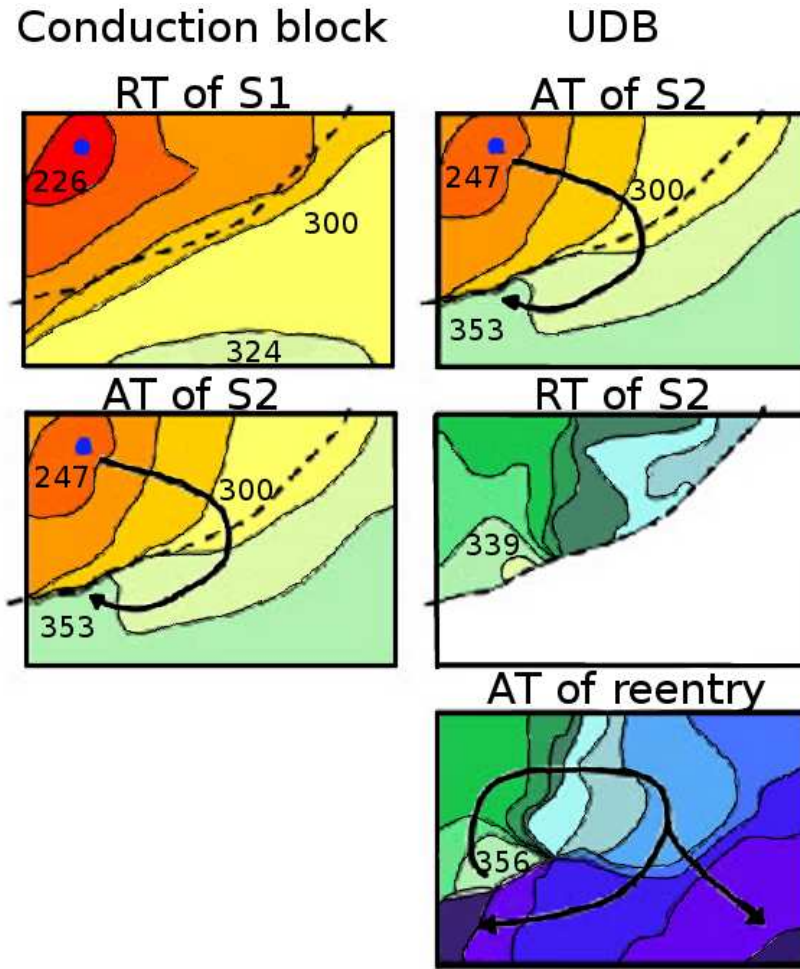 Conduction block
UDB
RT of S1
AT of S2
226
300
324
247
300
353
AT of S2
RT of S2
247
300
353
339
AT of reentry
356